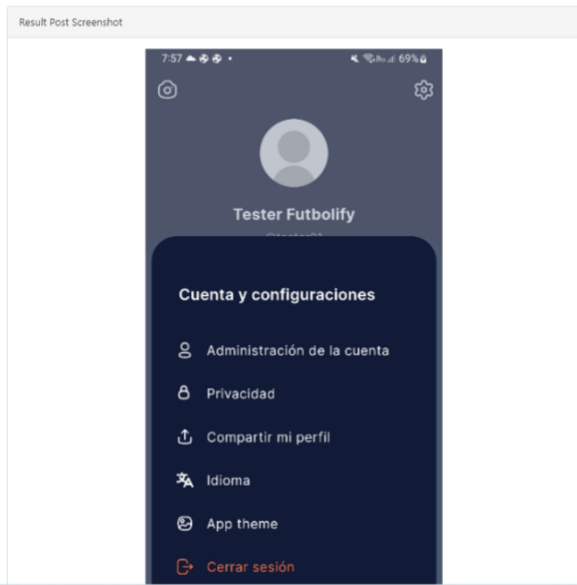 Result Post Screenshot
7:57
69%
Tester Futbolify
Cuenta y configuraciones
Administración de la cuenta
Privacidad
Compartir mi perfil
Idioma
App theme
Cerrar sesión